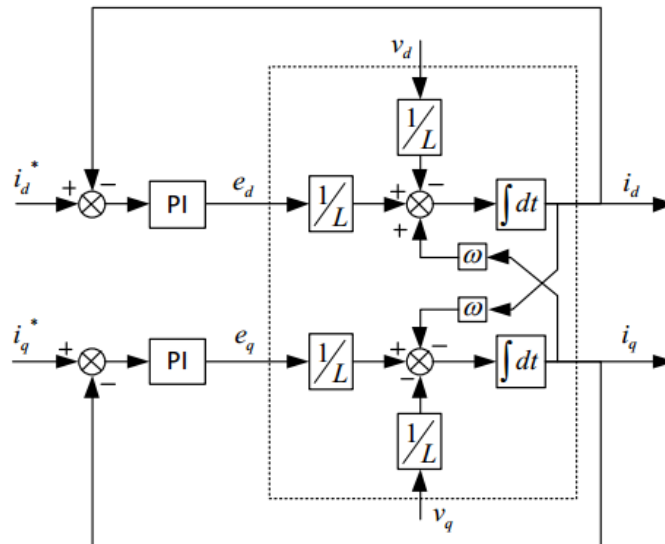 v_d
1/L
i_d* + − PI e_d 1/L + − ∫dt i_d
+ ω
ω
i_q* + − PI e_q 1/L + − − ∫dt i_q
1/L
v_q